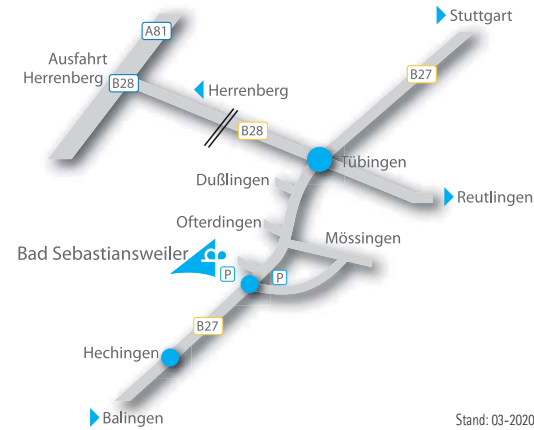 Stuttgart
A81
Ausfahrt
Herrenberg
B28
B27
Herrenberg
B28
Tübingen
Dußlingen
Reutlingen
Ofterdingen
Mössingen
Bad Sebastiansweiler
P
P
B27
Hechingen
Balingen
Stand: 03-2020